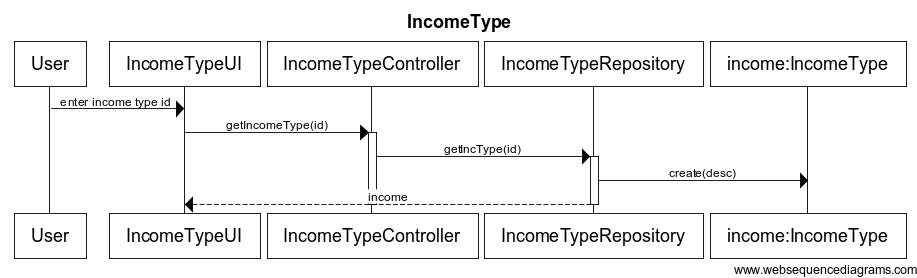 IncomeType
User IncomeTypeUI IncomeTypeController IncomeTypeRepository income:IncomeType
enter income type id
getIncomeType(id)
getIncType(id)
create(desc)
income
User IncomeTypeUI IncomeTypeController IncomeTypeRepository income:IncomeType
www.websequencediagrams.com